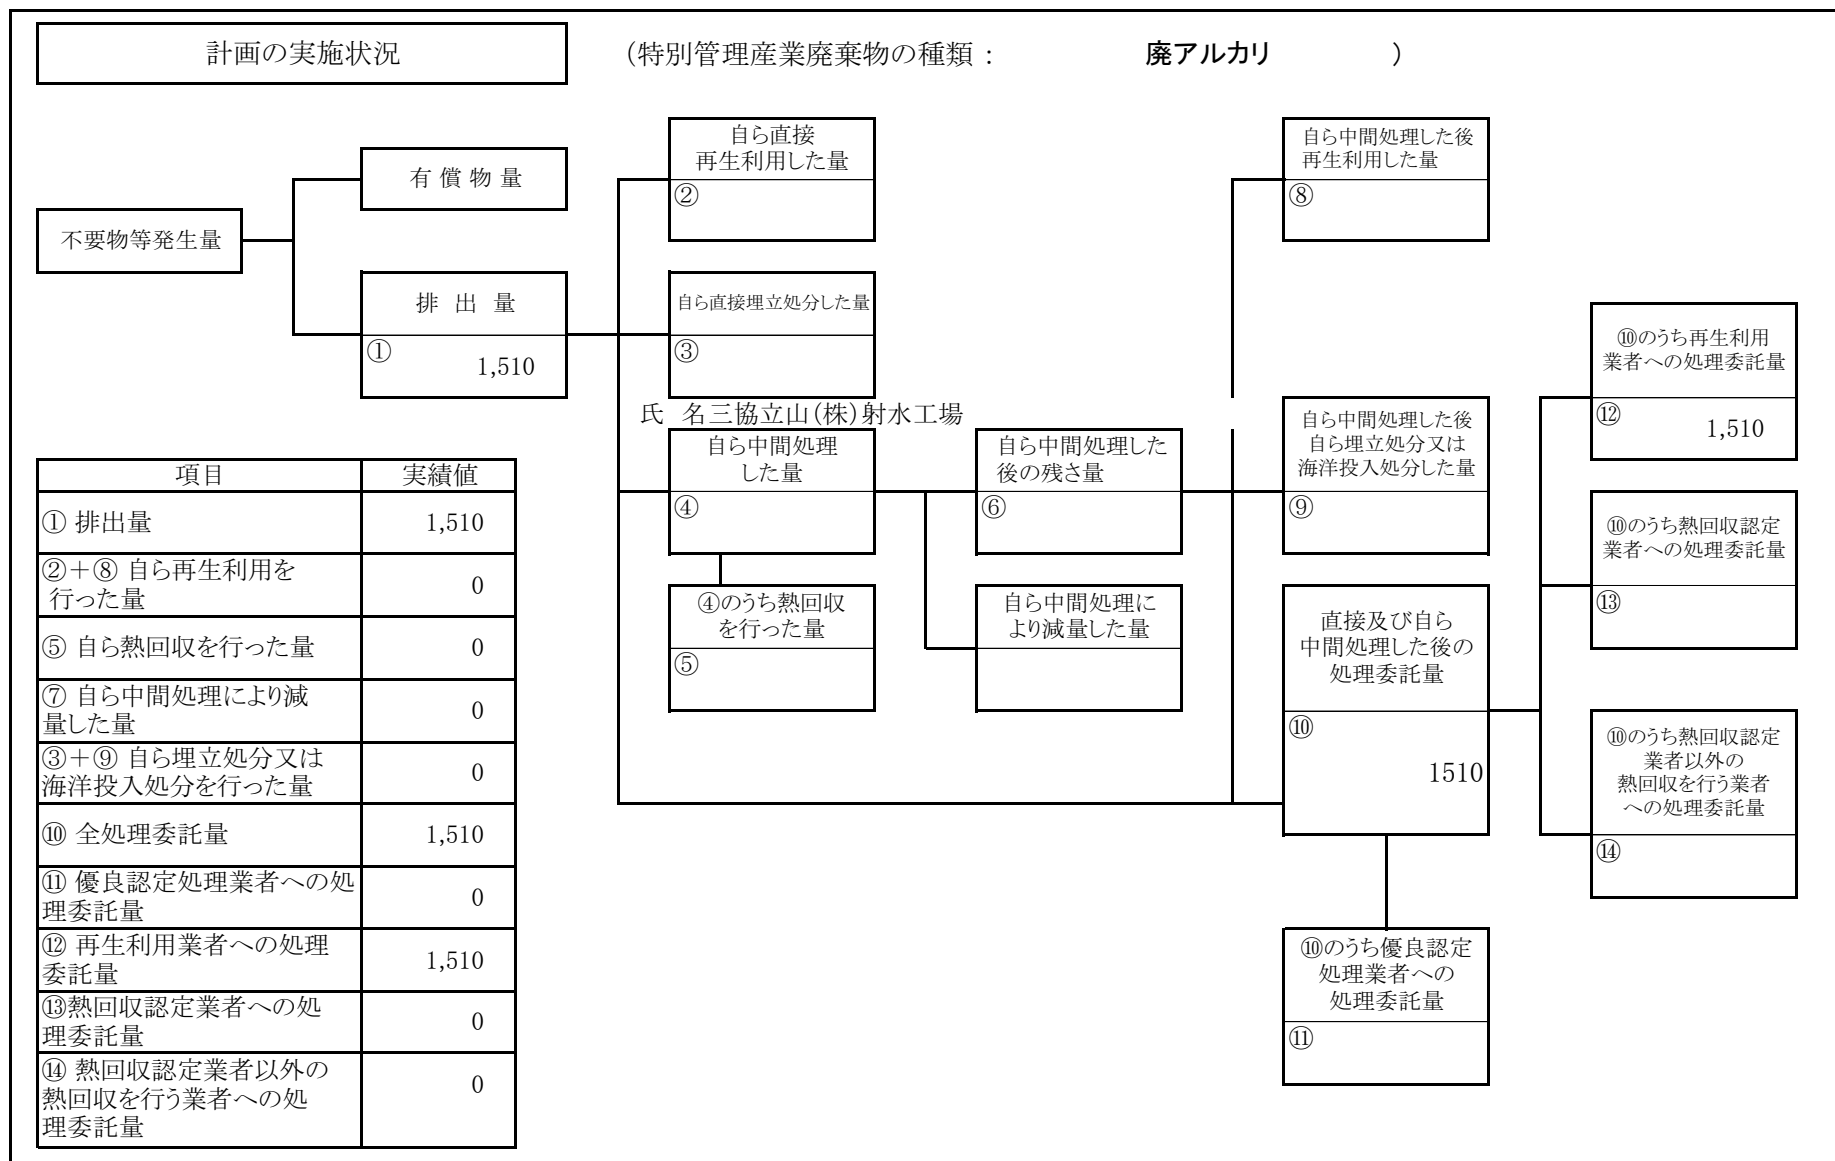 計画の実施状況
(特別管理産業廃棄物の種類： 廃アルカリ )
不要物等発生量
有 償 物 量
排 出 量
①
1,510
自ら直接
再生利用した量
②
自ら直接埋立処分した量
③
氏 名三協立山(株)射水工場
自ら中間処理
した量
④
④のうち熱回収
を行った量
⑤
自ら中間処理した
後の残さ量
⑥
自ら中間処理に
より減量した量
自ら中間処理した後
再生利用した量
⑧
自ら中間処理した後
自ら埋立処分又は
海洋投入処分した量
⑨
直接及び自ら
中間処理した後の
処理委託量
⑩
1510
⑩のうち優良認定
処理業者への
処理委託量
⑪
⑩のうち再生利用
業者への処理委託量
⑫
1,510
⑩のうち熱回収認定
業者への処理委託量
⑬
⑩のうち熱回収認定
業者以外の
熱回収を行う業者
への処理委託量
⑭
項目 実績値
① 排出量 1,510
②＋⑧ 自ら再生利用を
行った量 0
⑤ 自ら熱回収を行った量 0
⑦ 自ら中間処理により減
量した量 0
③＋⑨ 自ら埋立処分又は
海洋投入処分を行った量 0
⑩ 全処理委託量 1,510
⑪ 優良認定処理業者への処
理委託量 0
⑫ 再生利用業者への処理
委託量 1,510
⑬熱回収認定業者への処
理委託量 0
⑭ 熱回収認定業者以外の
熱回収を行う業者への処
理委託量 0